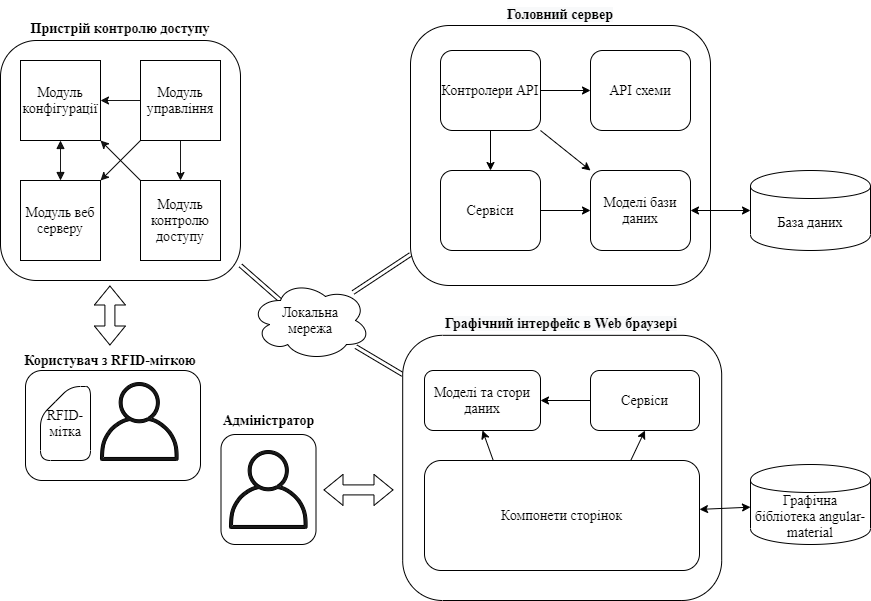 Пристрій контролю доступу
Модуль
конфігурації
Модуль
управління
Модуль веб
серверу
Модуль
контролю
доступу
Головний сервер
Контролери API
API схеми
Сервіси
Моделі бази
даних
База даних
Локальна
мережа
Користувач з RFID-міткою
RFID-
мітка
Адміністратор
Графічний інтерфейс в Web браузері
Моделі та стори
даних
Сервіси
Компонети сторінок
Графічна
бібліотека angular-
material